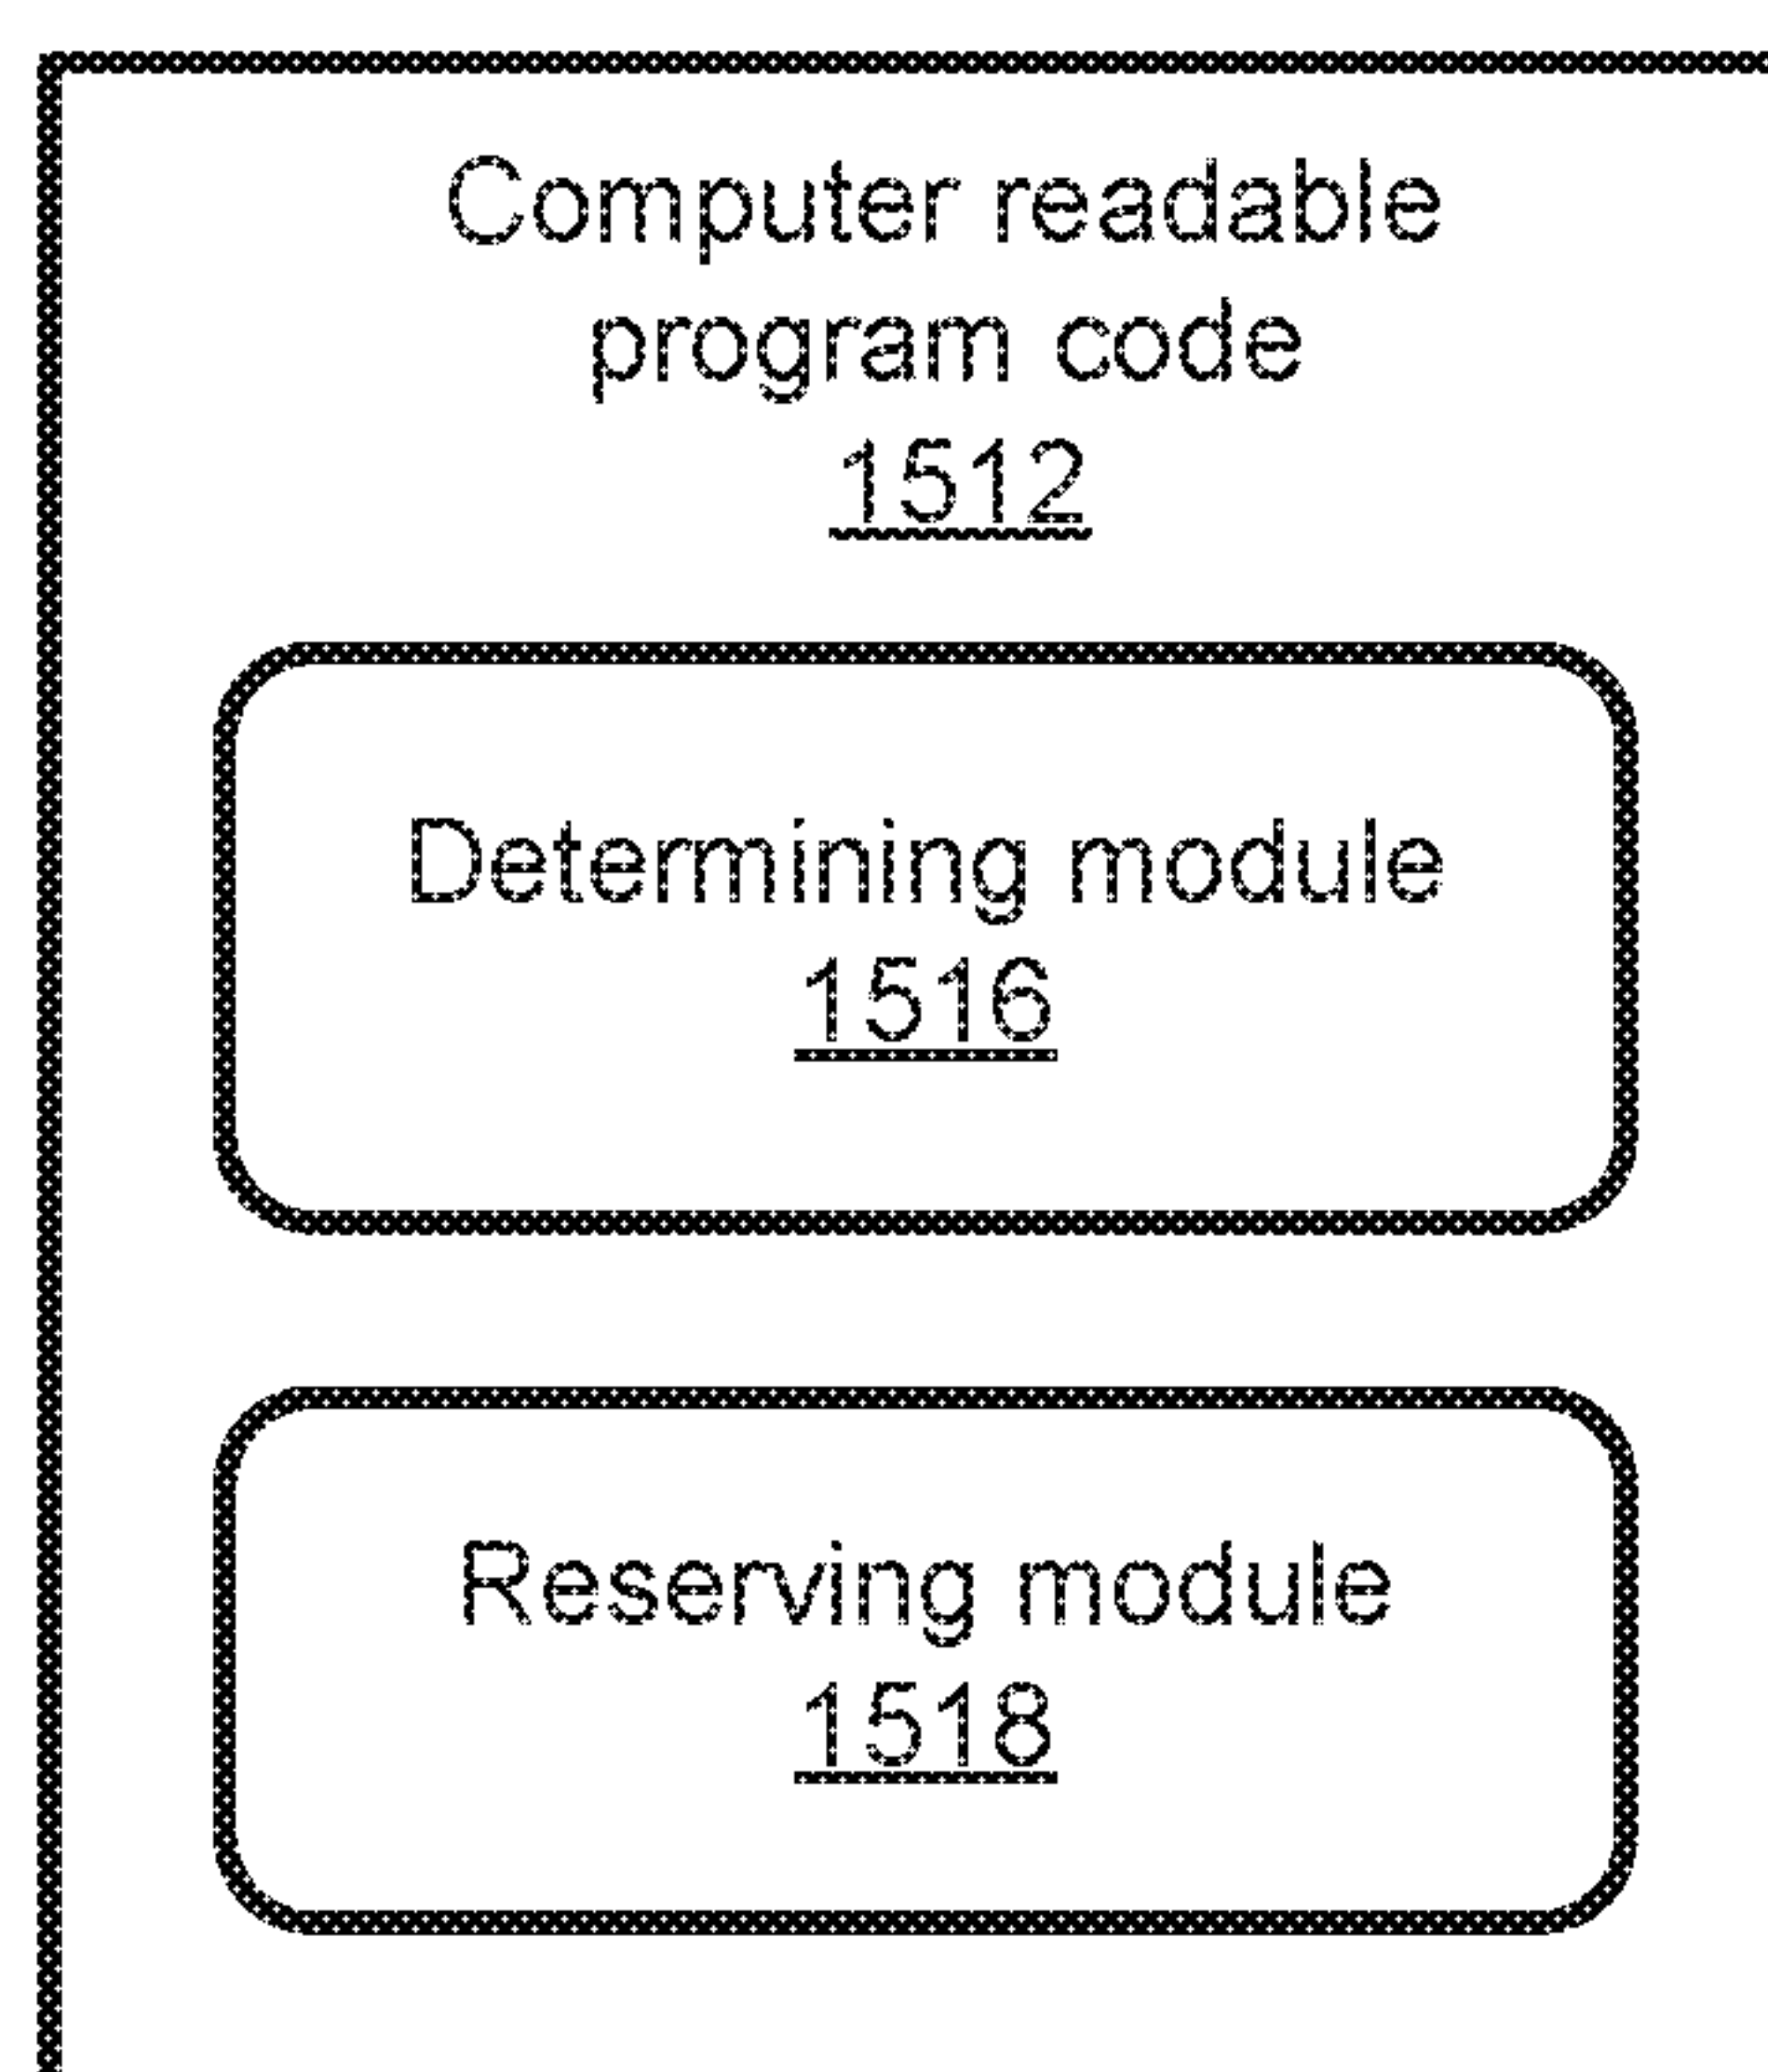 Computer readable
program code
1512
Determining module
1516
Reserving module
1518